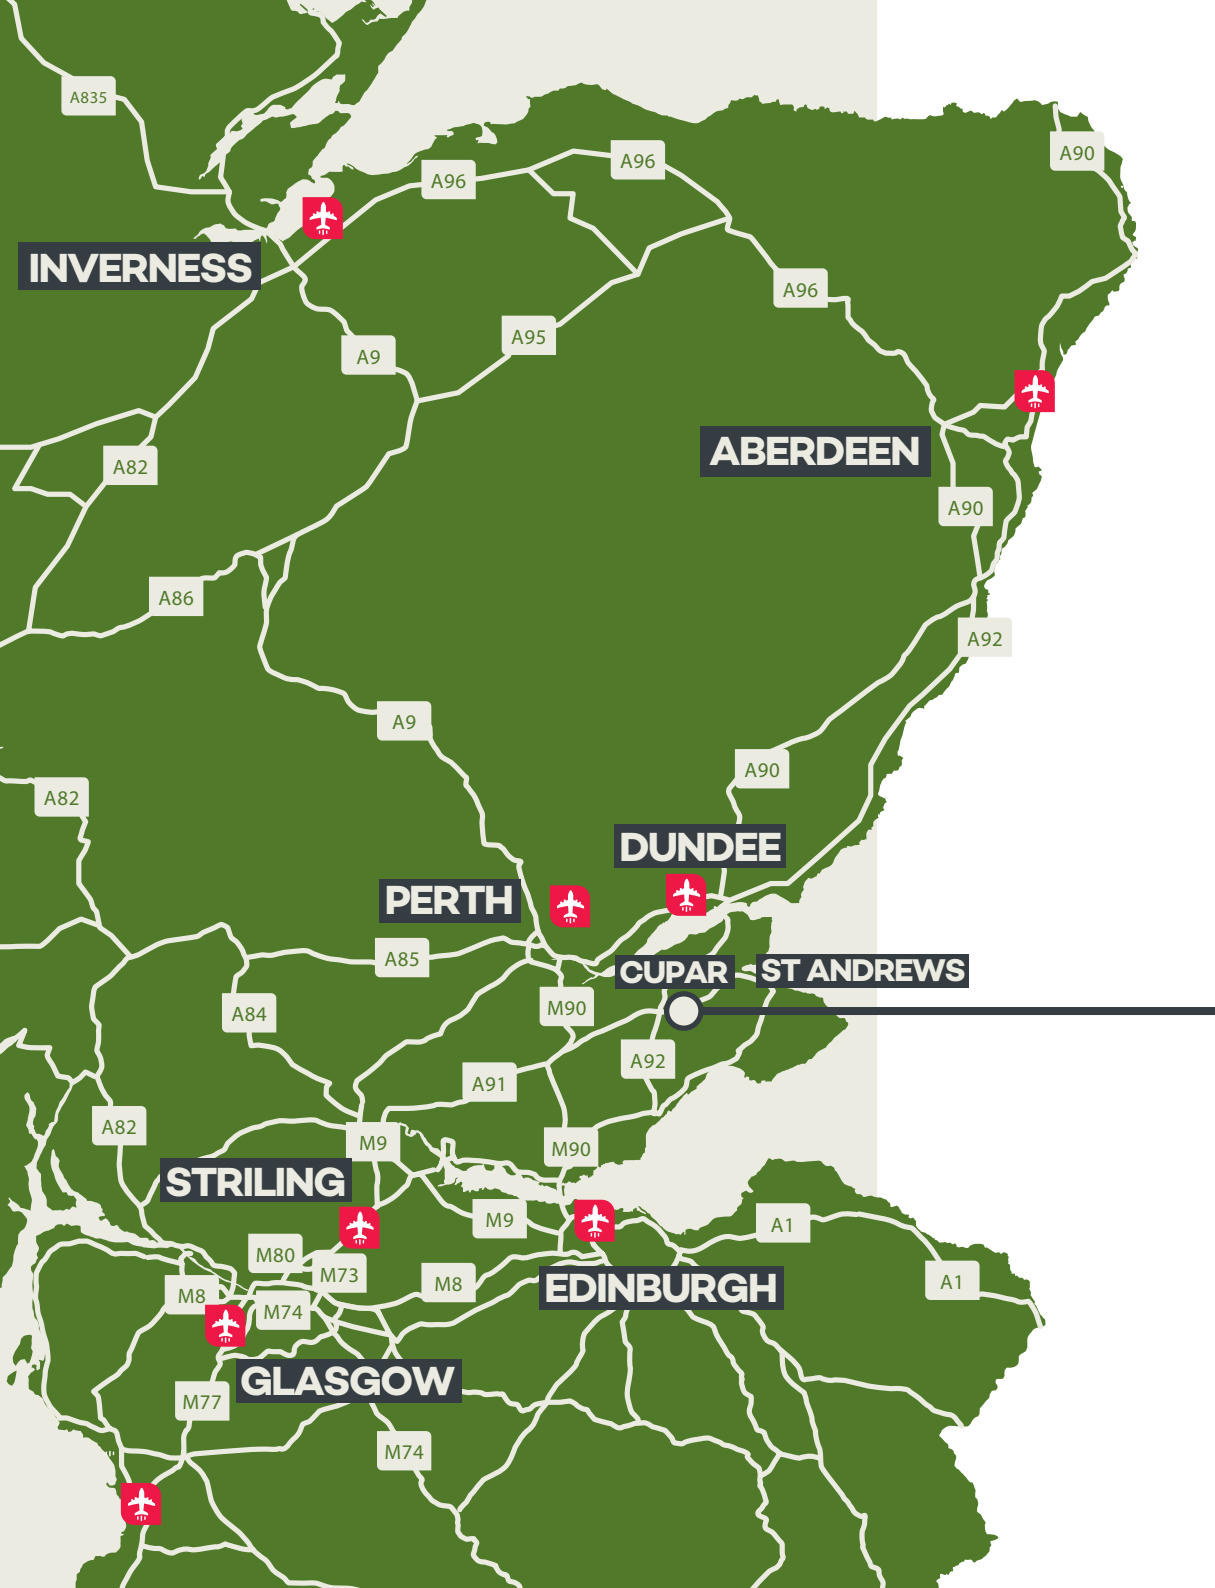 A835
A90
A96
A96
INVERNESS
A96
A95
A9
ABERDEEN
A82
A90
A86
A92
A9
A90
A82
DUNDEE
PERTH
A85
CUPAR
ST ANDREWS
M90
A84
A92
A91
A82
M9
M90
STRILING
M9
A1
M80
M73
M8
A1
M8
M74
EDINBURGH
GLASGOW
M77
M74